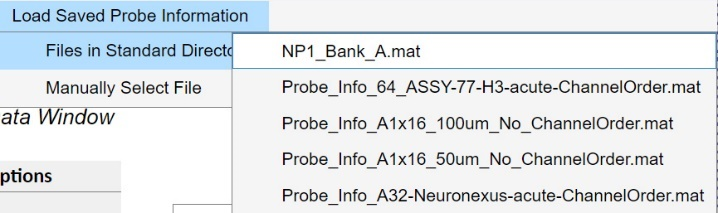 Load Saved Probe Information
Files in Standard Directo
NP1_Bank_A.mat
Manually Select File
Probe_Info_64_ASSY-77-H3-acute-ChannelOrder.mat
ata Window
Probe_Info_A1x16_100um_No_ChannelOrder.mat
Probe_Info_A1x16_50um_No_ChannelOrder.mat
ptions
Probe_Info_A32-Neuronexus-acute-ChannelOrder.mat